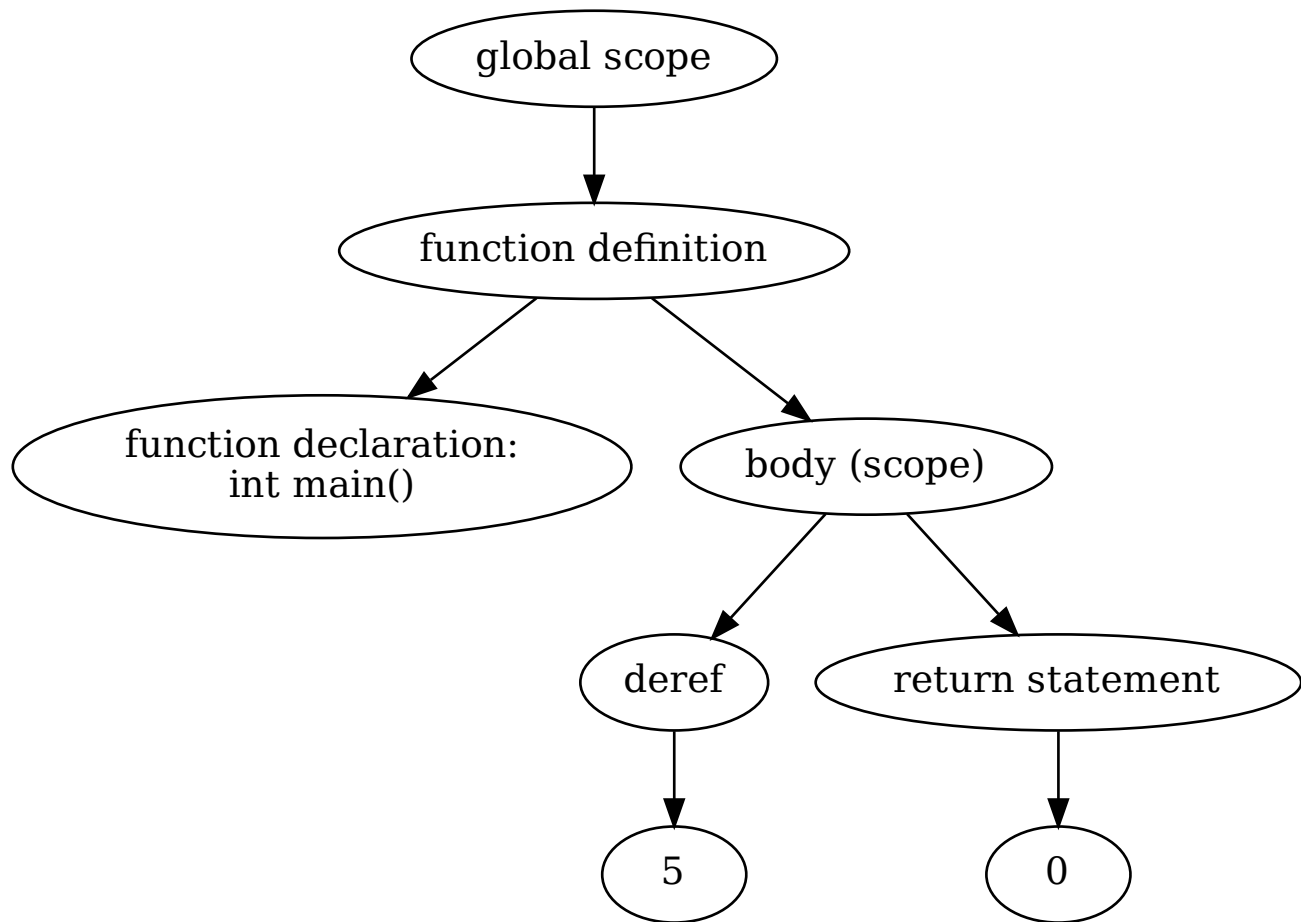 global scope
function definition
function declaration:
int main()
body (scope)
deref
return statement
5
0